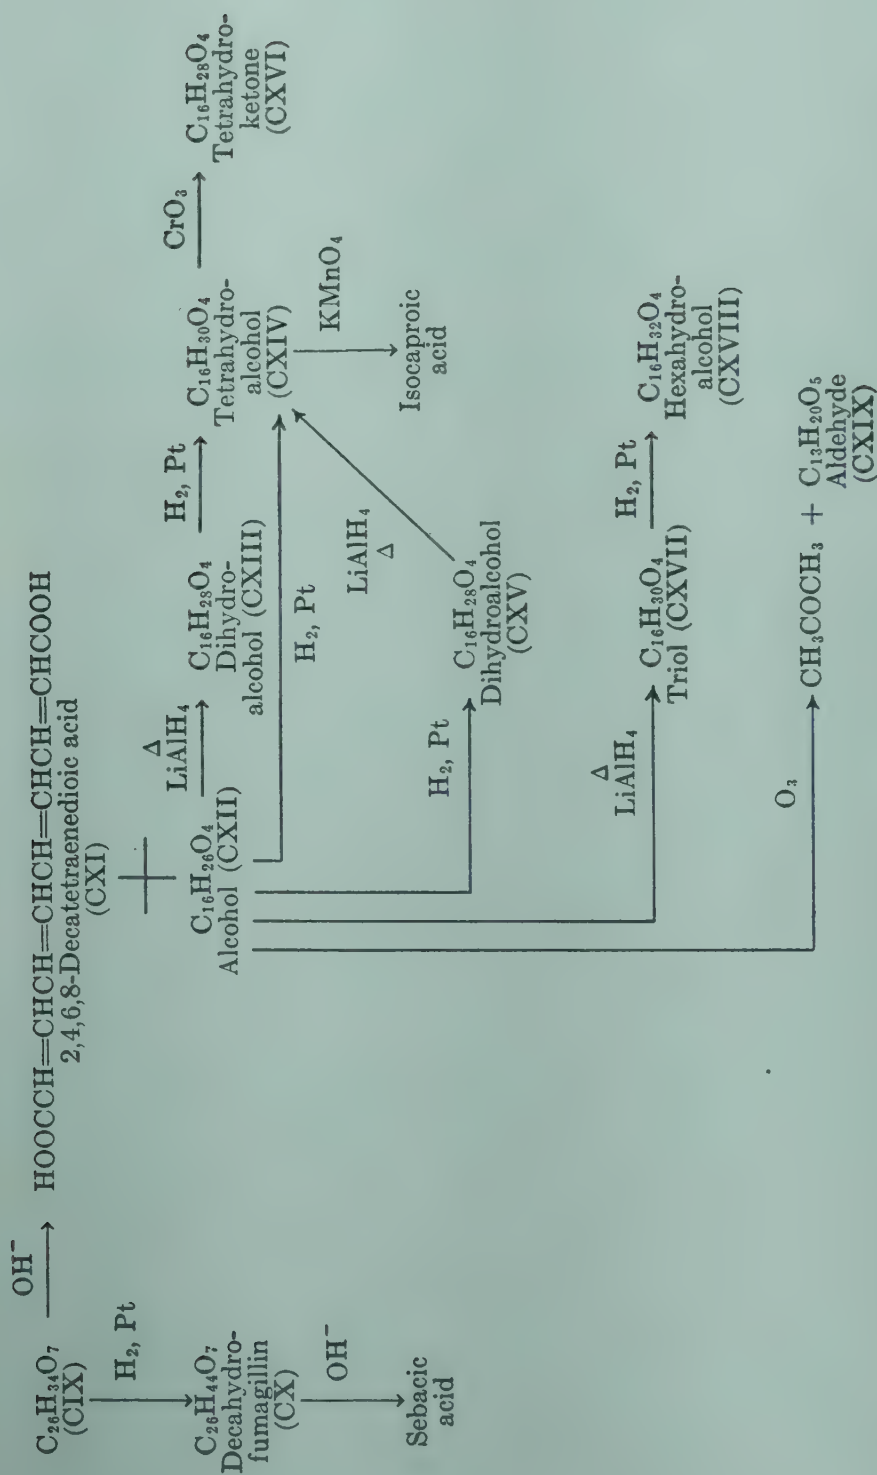 C₂₆H₃₄O₇
(CIX)
OH⁻
HOOCCH=CHCH=CHCH=CHCH=CHCOOH
2,4,6,8-Decatetraenedioic acid
(CXI)
H₂, Pt
C₂₆H₄₄O₇
Decahydro-
fumagillin
(CX)
OH⁻
Sebacic
acid
+
C₁₆H₂₆O₄
Alcohol (CXII)
Δ
LiAlH₄
C₁₆H₂₈O₄
Dihydro-
alcohol (CXIII)
H₂, Pt
C₁₆H₃₀O₄
Tetrahydro-
alcohol
(CXIV)
CrO₃
C₁₆H₂₈O₄
Tetrahydro-
ketone
(CXVI)
H₂, Pt
KMnO₄
Isocaproic
acid
LiAlH₄
Δ
H₂, Pt
C₁₆H₂₈O₄
Dihydroalcohol
(CXV)
Δ
LiAlH₄
C₁₆H₃₀O₄
Triol (CXVII)
H₂, Pt
C₁₆H₃₂O₄
Hexahydro-
alcohol
(CXVIII)
O₃
CH₃COCH₃ + C₁₃H₂₀O₅
Aldehyde
(CXIX)